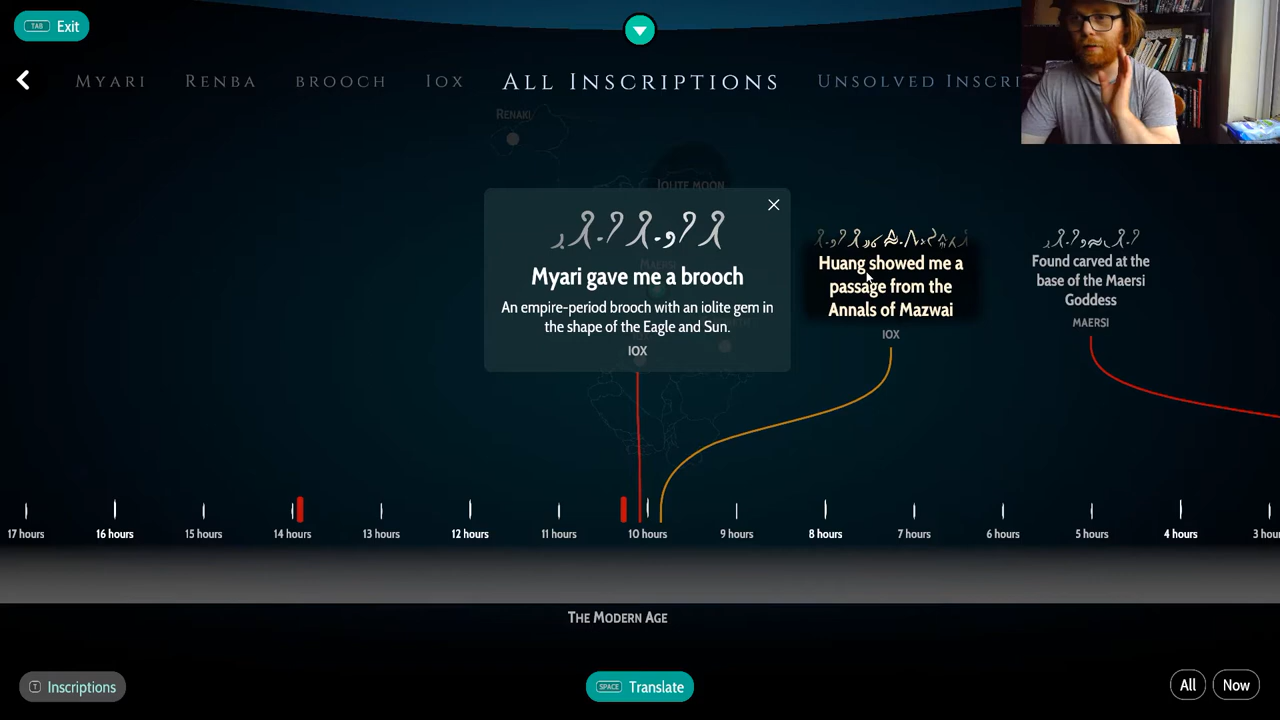 TAB Exit
MYARI RENBA BROOCH IOX ALL INSCRIPTIONS UNSOLVED INSCRI
RENAKI
IOLITE MOON
Myari gave me a brooch
An empire-period brooch with an iolite gem in
the shape of the Eagle and Sun.
IOX
Huang showed me a
passage from the
Annals of Mazwai
IOX
Found carved at the
base of the Maersi
Goddess
MAERSI
17 hours 16 hours 15 hours 14 hours 13 hours 12 hours 11 hours 10 hours 9 hours 8 hours 7 hours 6 hours 5 hours 4 hours 3 hou
THE MODERN AGE
T Inscriptions
SPACE Translate
All
Now